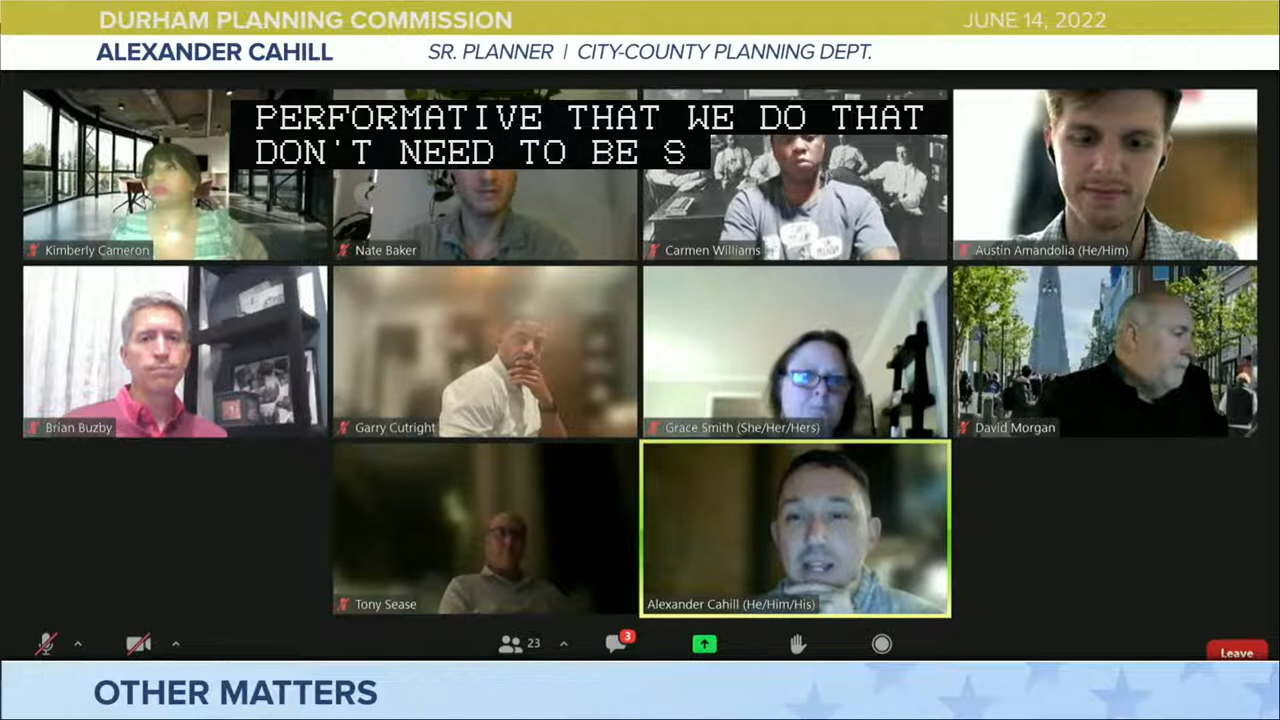 DURHAM PLANNING COMMISSION
JUNE 14, 2022
ALEXANDER CAHILL
SR. PLANNER | CITY-COUNTY PLANNING DEPT.
PERFORMATIVE THAT WE DO THAT
DON'T NEED TO BE S
Kimberly Cameron
Nate Baker
Carmen Williams
Austin Amandolia (He/Him)
Brian Buzby
Garry Cutright
Grace Smith (She/Her/Hers)
David Morgan
Tony Sease
Alexander Cahill (He/Him/His)
23
3
Leave
OTHER MATTERS